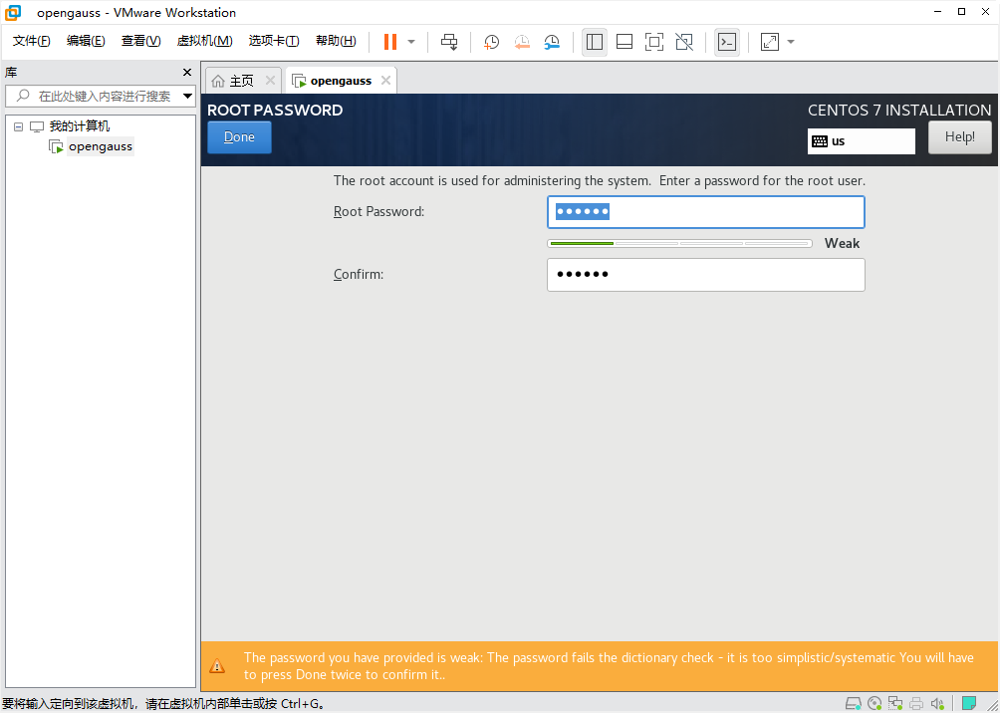 opengauss - VMware Workstation
文件(F) 编辑(E) 查看(V) 虚拟机(M) 选项卡(T) 帮助(H)
库
在此处键入内容进行搜索
我的计算机
opengauss
主页 opengauss
ROOT PASSWORD
CENTOS 7 INSTALLATION
Done
us
Help!
The root account is used for administering the system.  Enter a password for the root user.
Root Password: ••••••
Weak
Confirm: ••••••
The password you have provided is weak: The password fails the dictionary check - it is too simplistic/systematic You will have
to press Done twice to confirm it..
要将输入定向到该虚拟机，请在虚拟机内部单击或按 Ctrl+G。